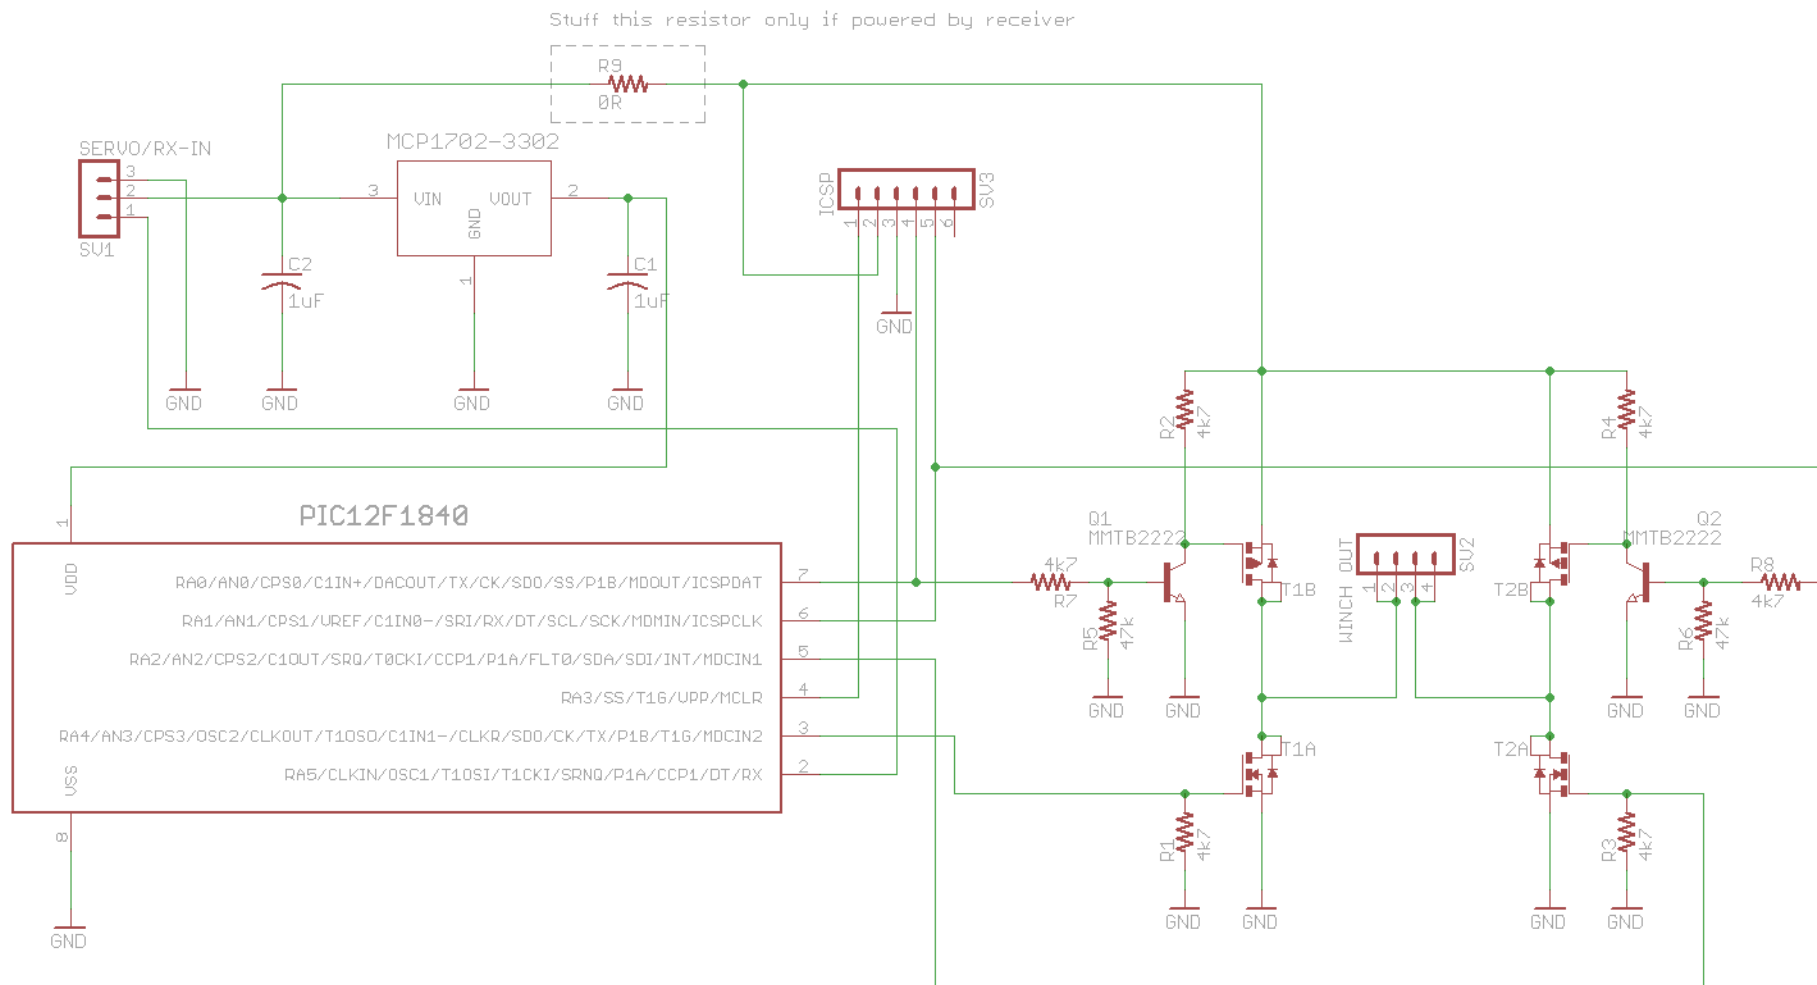 Stuff this resistor only if powered by receiver
R9
0R
SERVO/RX-IN
3
2
1
SV1
MCP1702-3302
3
VIN
VOUT
2
GND
1
C2
1uF
C1
1uF
GND
GND
GND
GND
ICSP
1
2
3
4
5
6
SV3
GND
PIC12F1840
1
VDD
RA0/AN0/CPS0/C1IN+/DACOUT/TX/CK/SDO/SS/P1B/MDOUT/ICSPDAT
7
RA1/AN1/CPS1/VREF/C1IN0-/SRI/RX/DT/SCL/SCK/MDMIN/ICSPCLK
6
RA2/AN2/CPS2/C1OUT/SRQ/T0CKI/CCP1/P1A/FLT0/SDA/SDI/INT/MDCIN1
5
RA3/SS/T1G/VPP/MCLR
4
RA4/AN3/CPS3/OSC2/CLKOUT/T1OSO/C1IN1-/CLKR/SDO/CK/TX/P1B/T1G/MDCIN2
3
RA5/CLKIN/OSC1/T1OSI/T1CKI/SRNQ/P1A/CCP1/DT/RX
2
VSS
8
GND
R2
4k7
R4
4k7
Q1
MMTB2222
Q2
MMTB2222
4k7
R7
R5
47k
GND
GND
T1B
WINCH OUT
1
2
3
4
SV2
T2B
R8
4k7
R6
47k
GND
GND
T1A
T2A
R1
4k7
R3
4k7
GND
GND
GND
GND